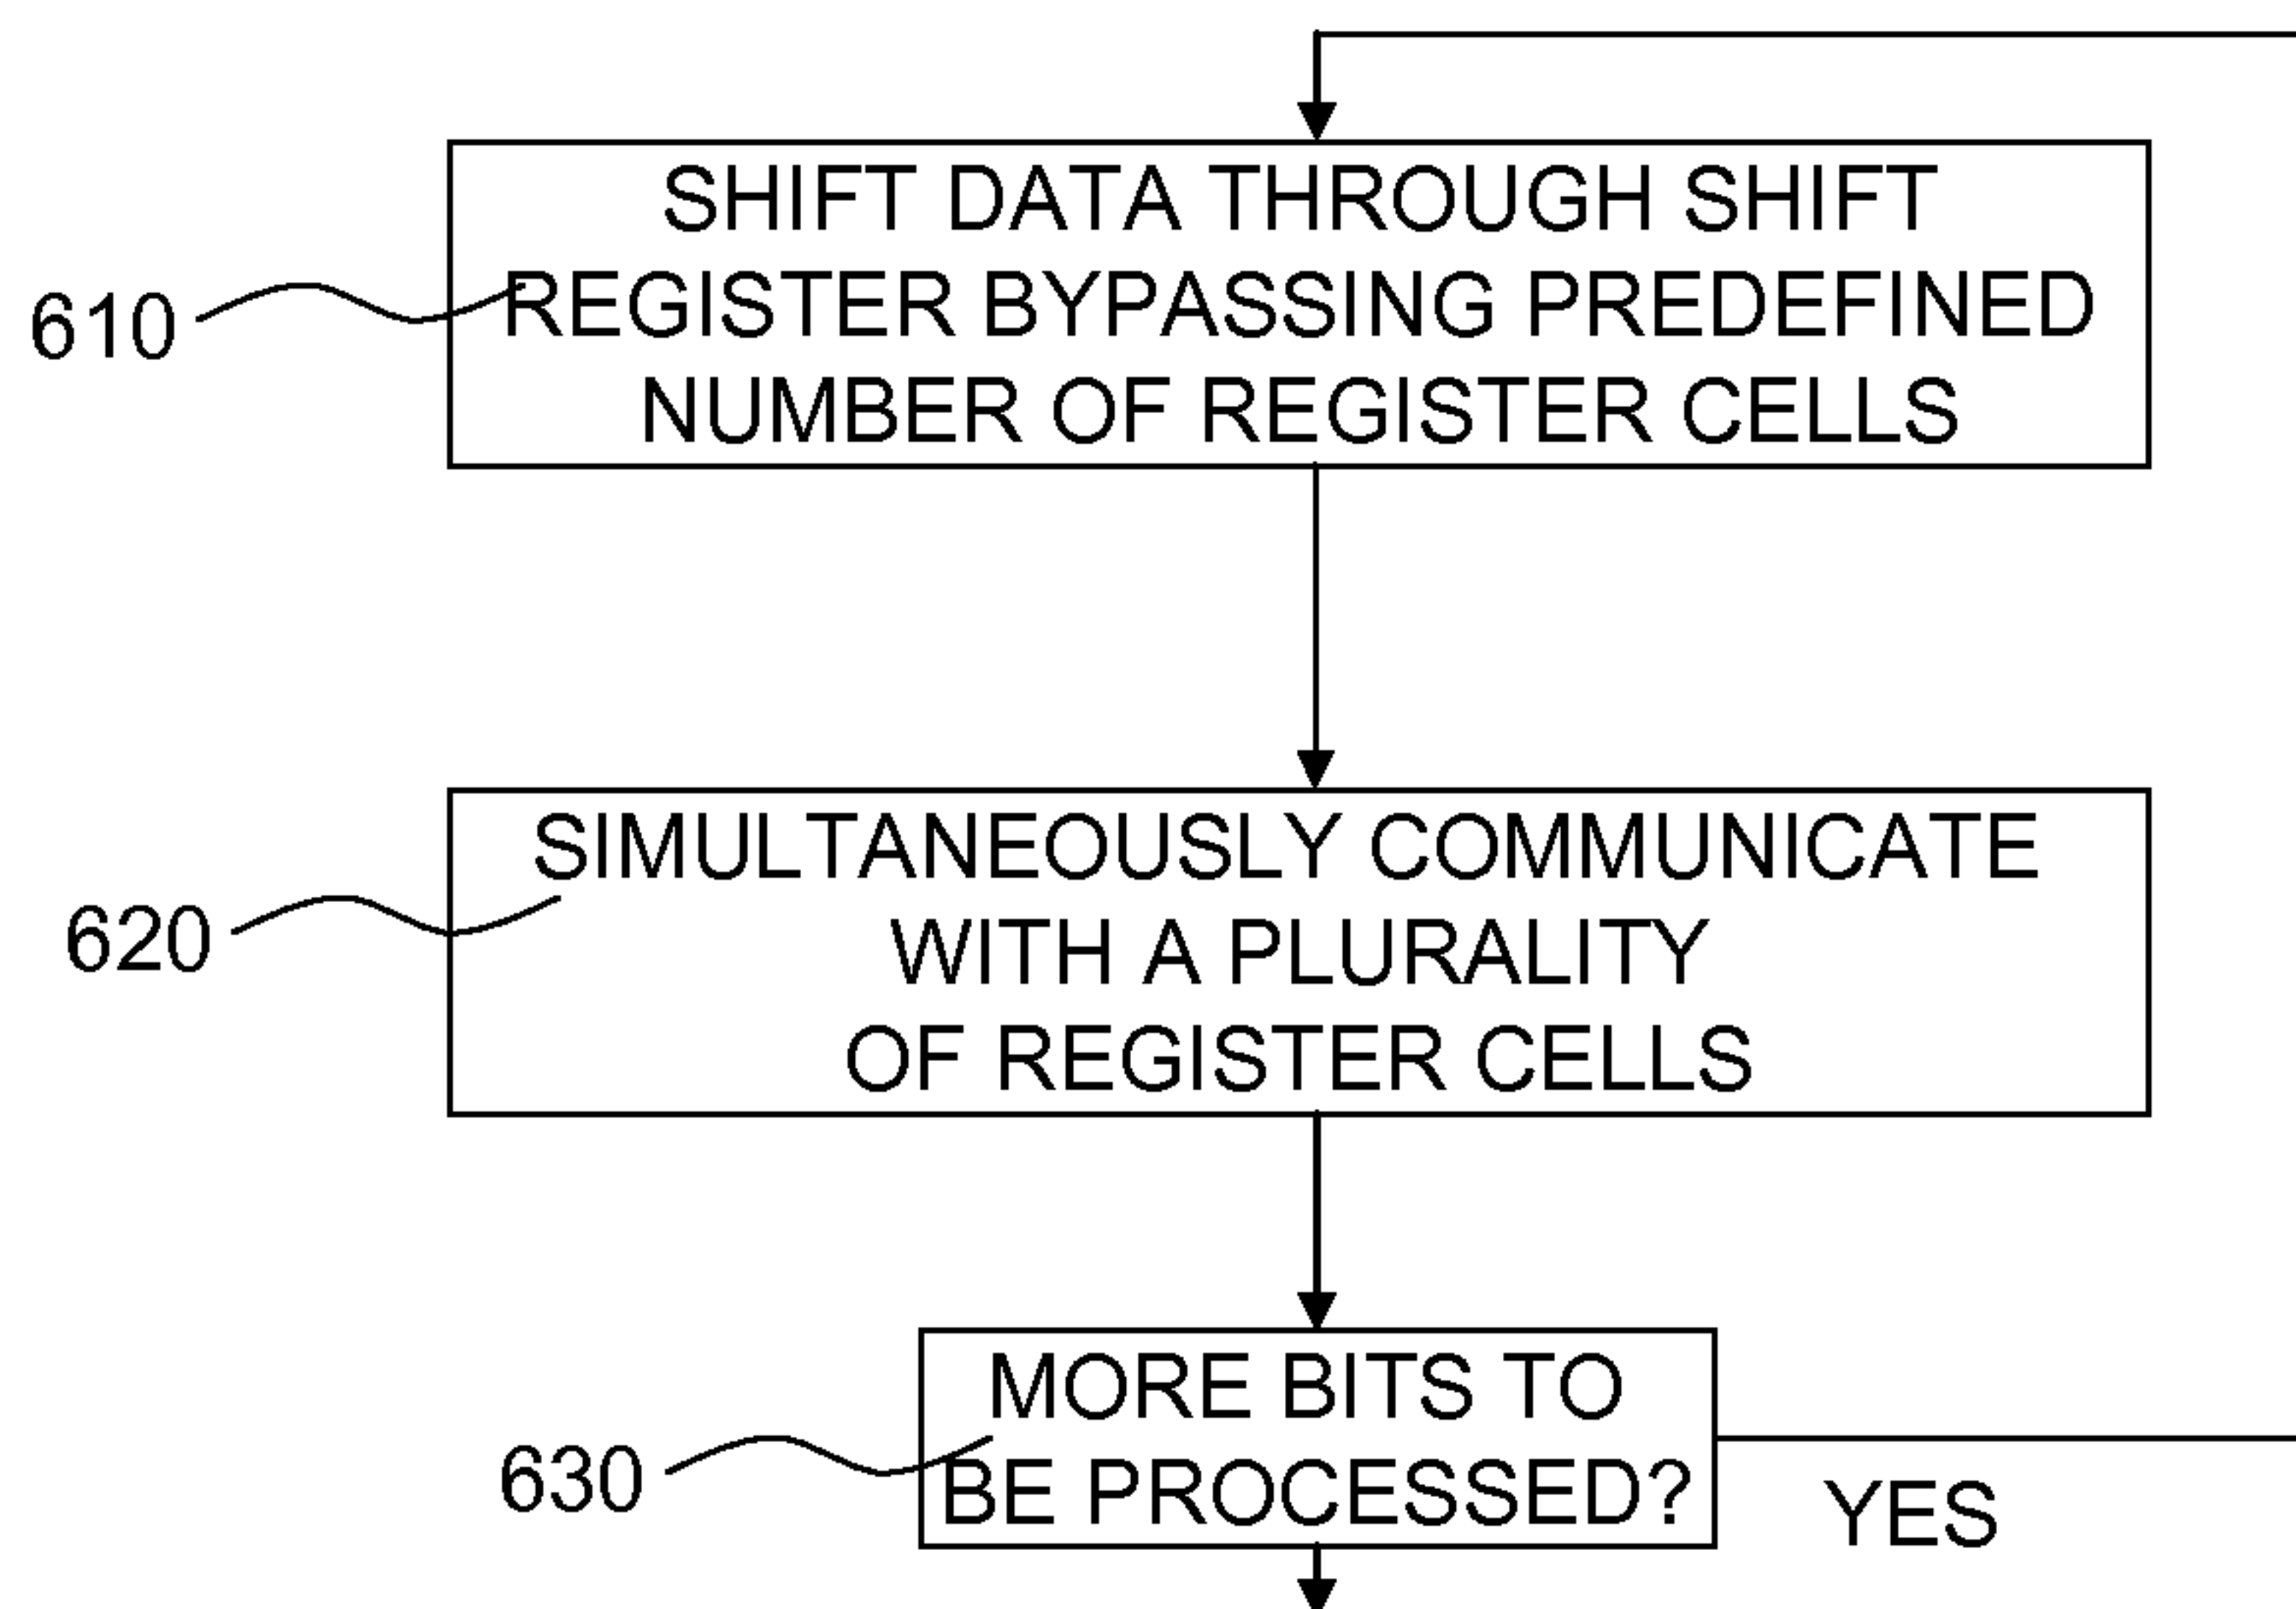 SHIFT DATA THROUGH SHIFT
REGISTER BYPASSING PREDEFINED
NUMBER OF REGISTER CELLS
610
SIMULTANEOUSLY COMMUNICATE
WITH A PLURALITY
OF REGISTER CELLS
620
MORE BITS TO
BE PROCESSED?
630
YES